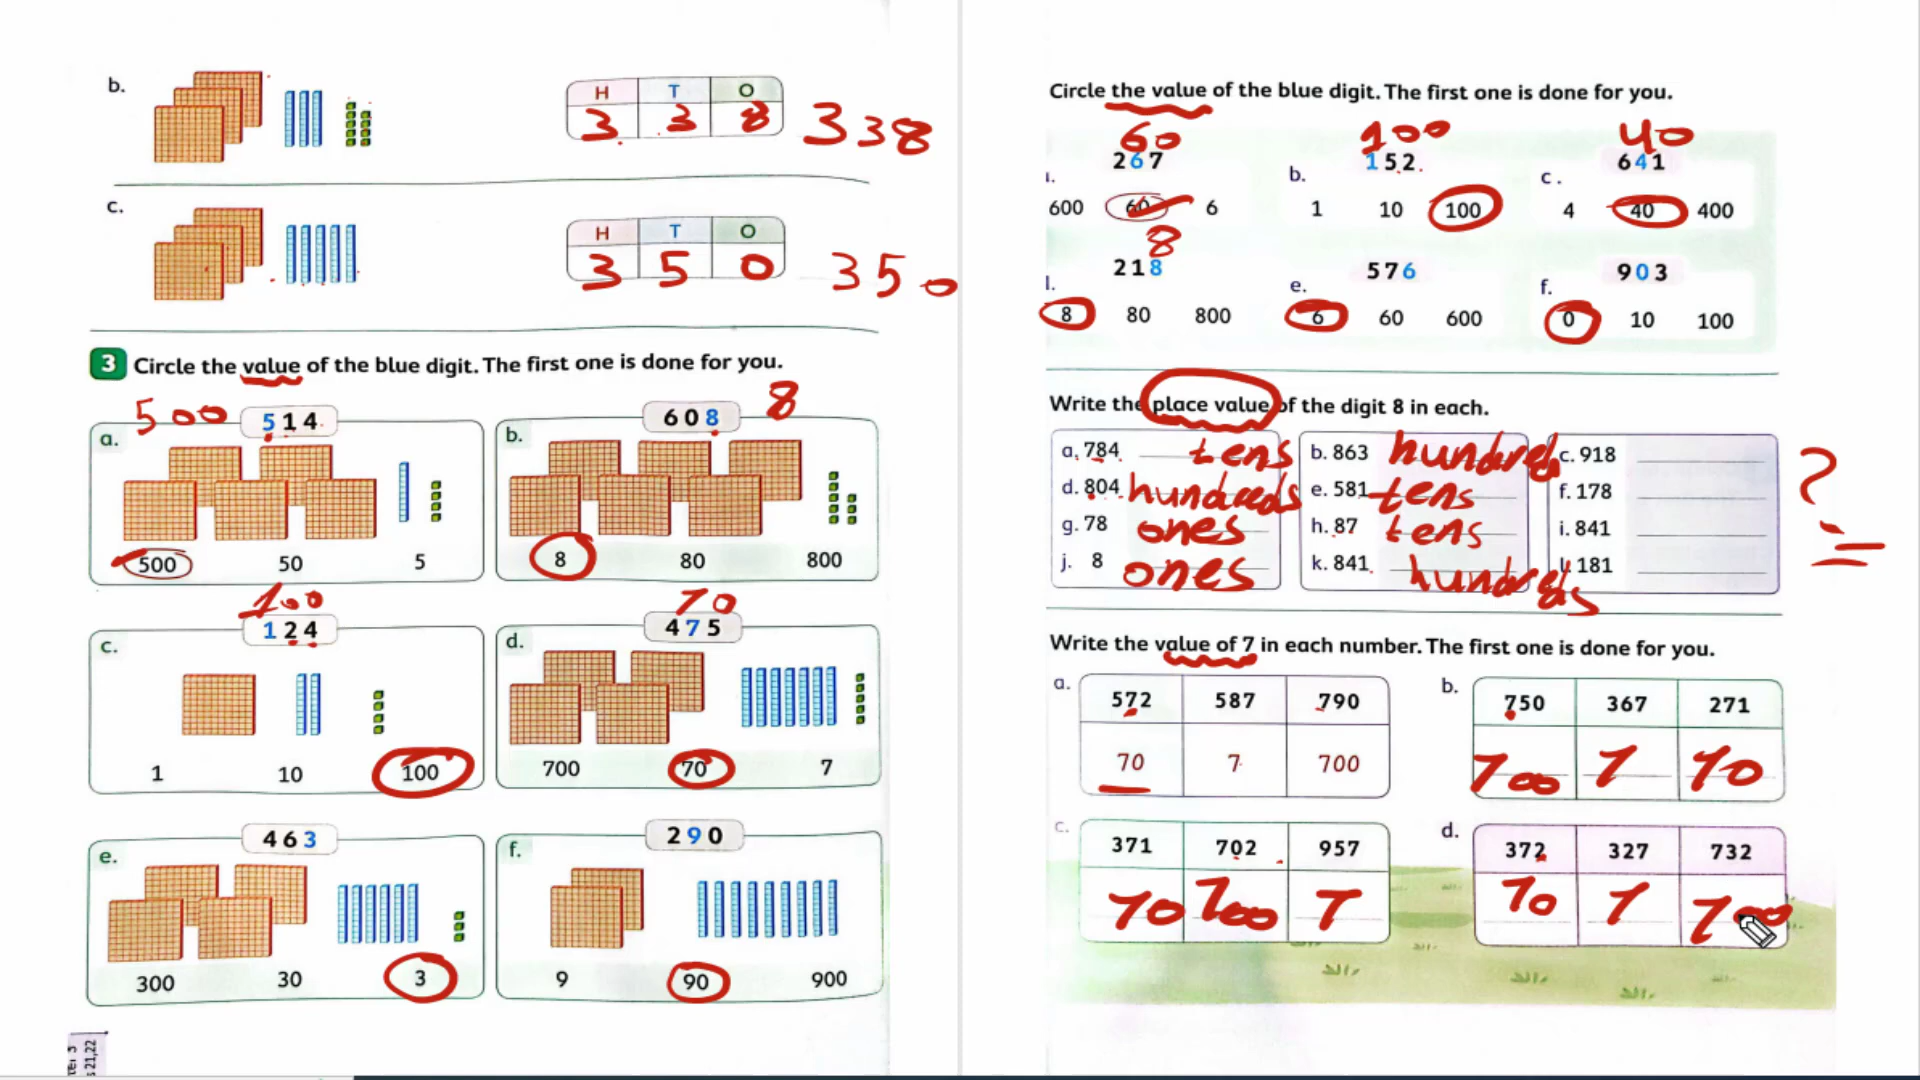 b.
H T O
3 3 8 338
c.
H T O
3 5 0 350
3 Circle the value of the blue digit. The first one is done for you.
500 514
a.
500 50 5
608 8
b.
8 80 800
100
124
c.
1 10 100
70
475
d.
700 70 7
463
e.
300 30 3
290
f.
9 90 900
s 21,22
Circle the value of the blue digit. The first one is done for you.
60 100 40
267 b. 152 c. 641
600 60 6 1 10 100 4 40 400
8
218 e. 576 f. 903
8 80 800 6 60 600 0 10 100
Write the place value of the digit 8 in each.
a. 784 tens b. 863 hundreds c. 918
d. 804 hundreds e. 581 tens f. 178
g. 78 ones h. 87 tens i. 841
j. 8 ones k. 841 hundreds l. 181
?
Write the value of 7 in each number. The first one is done for you.
a. 572 587 790
70 7 700
b. 750 367 271
700 7 70
c. 371 702 957
70 700 7
d. 372 327 732
70 7 700